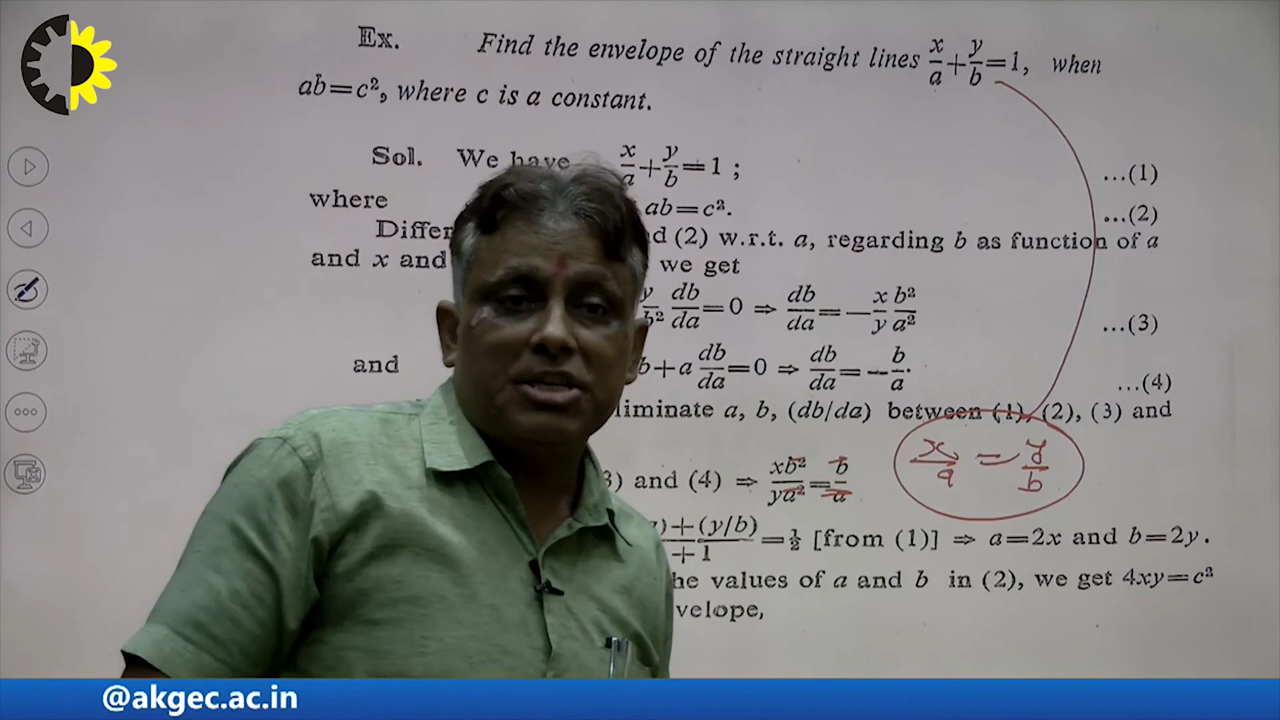 Ex. Find the envelope of the straight lines x/a + y/b = 1, when
ab=c², where c is a constant.
Sol. We have x/a + y/b = 1 ; ...(1)
where ab=c². ...(2)
Differ d (2) w.r.t. a, regarding b as function of a
and x and we get
y/b² db/da = 0 ⇒ db/da = − x b²/y a² ...(3)
and b+a db/da = 0 ⇒ db/da = − b/a. ...(4)
liminate a, b, (db/da) between (1), (2), (3) and
x/a = y/b
3) and (4) ⇒ xb²/ya² = b/a
)+(y/b)/+1 = ½ [from (1)] ⇒ a=2x and b=2y.
he values of a and b in (2), we get 4xy=c²
velope,
@akgec.ac.in